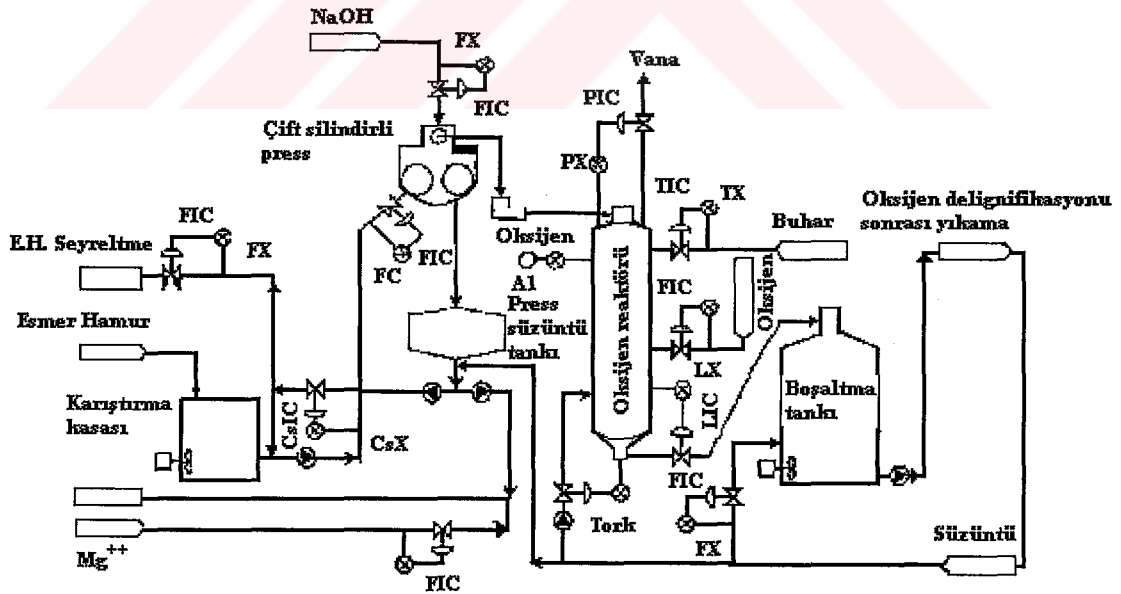 NaOH
FX
FIC
Vana
PIC
PX
Çift silindirli
press
TIC
TX
Buhar
Oksijen delignifikasyonu
sonrası yıkama
FIC
E.H. Seyreltme
FX
FC
FIC
Oksijen
A1
Press
süzüntü
tankı
Oksijen reaktörü
FIC
Oksijen
LX
LIC
Boşaltma
tankı
Esmer Hamur
Karıştırma
kasası
CsIC
CsX
FIC
Tork
FX
Süzüntü
Mg++
FIC